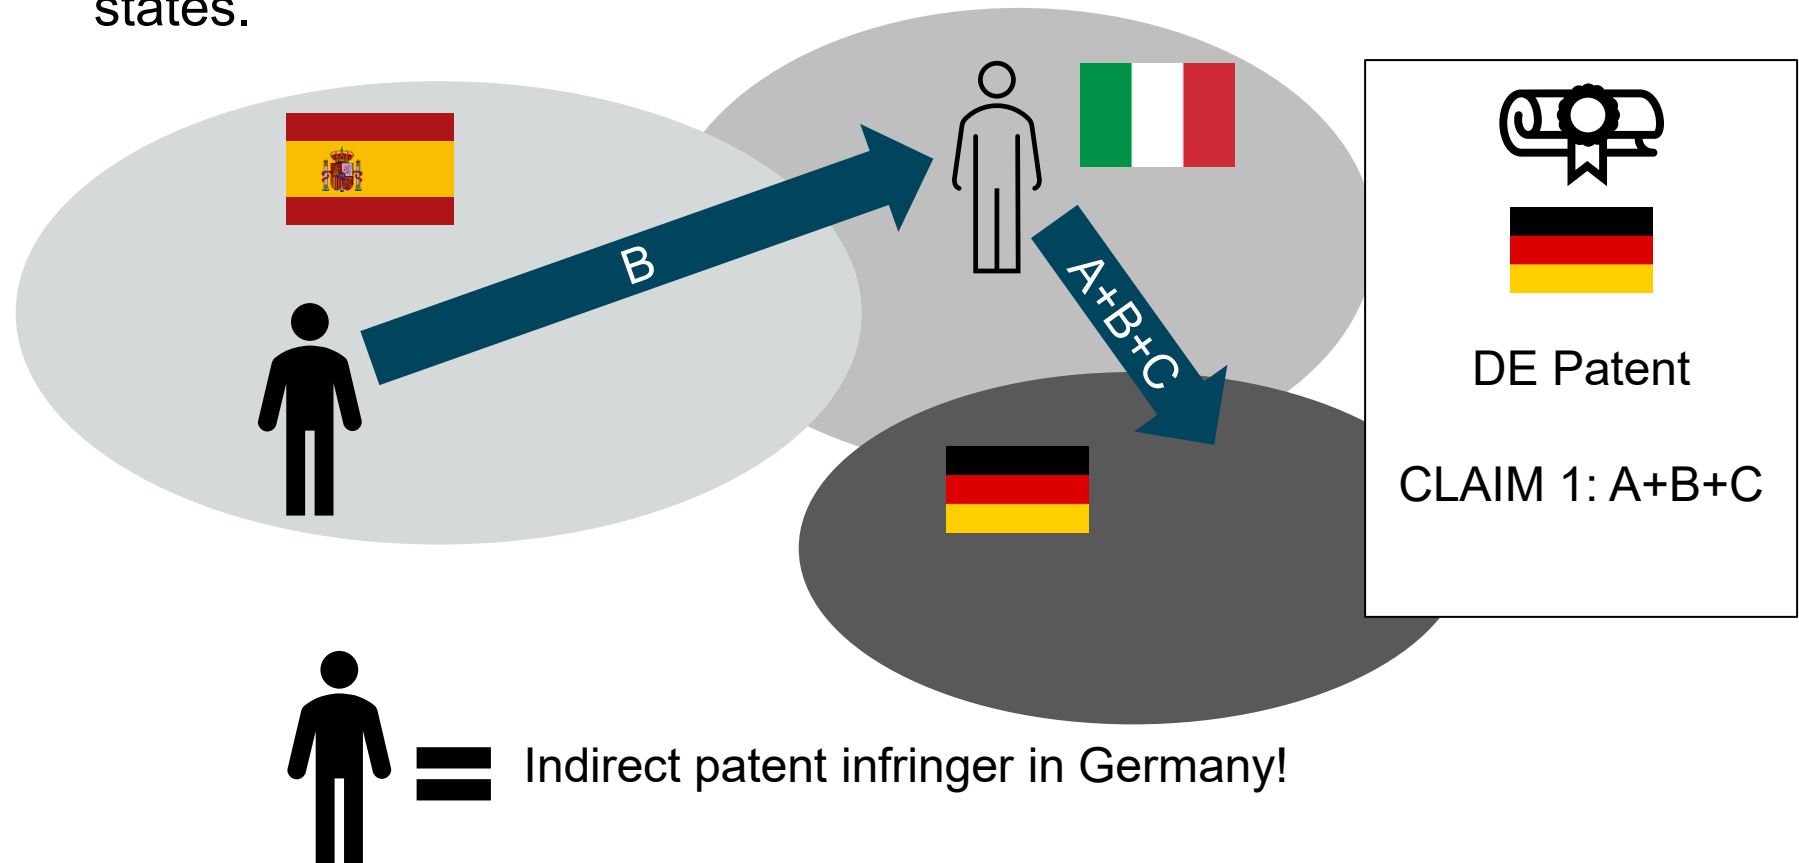 states.
B
A+B+C
DE Patent
CLAIM 1: A+B+C
Indirect patent infringer in Germany!